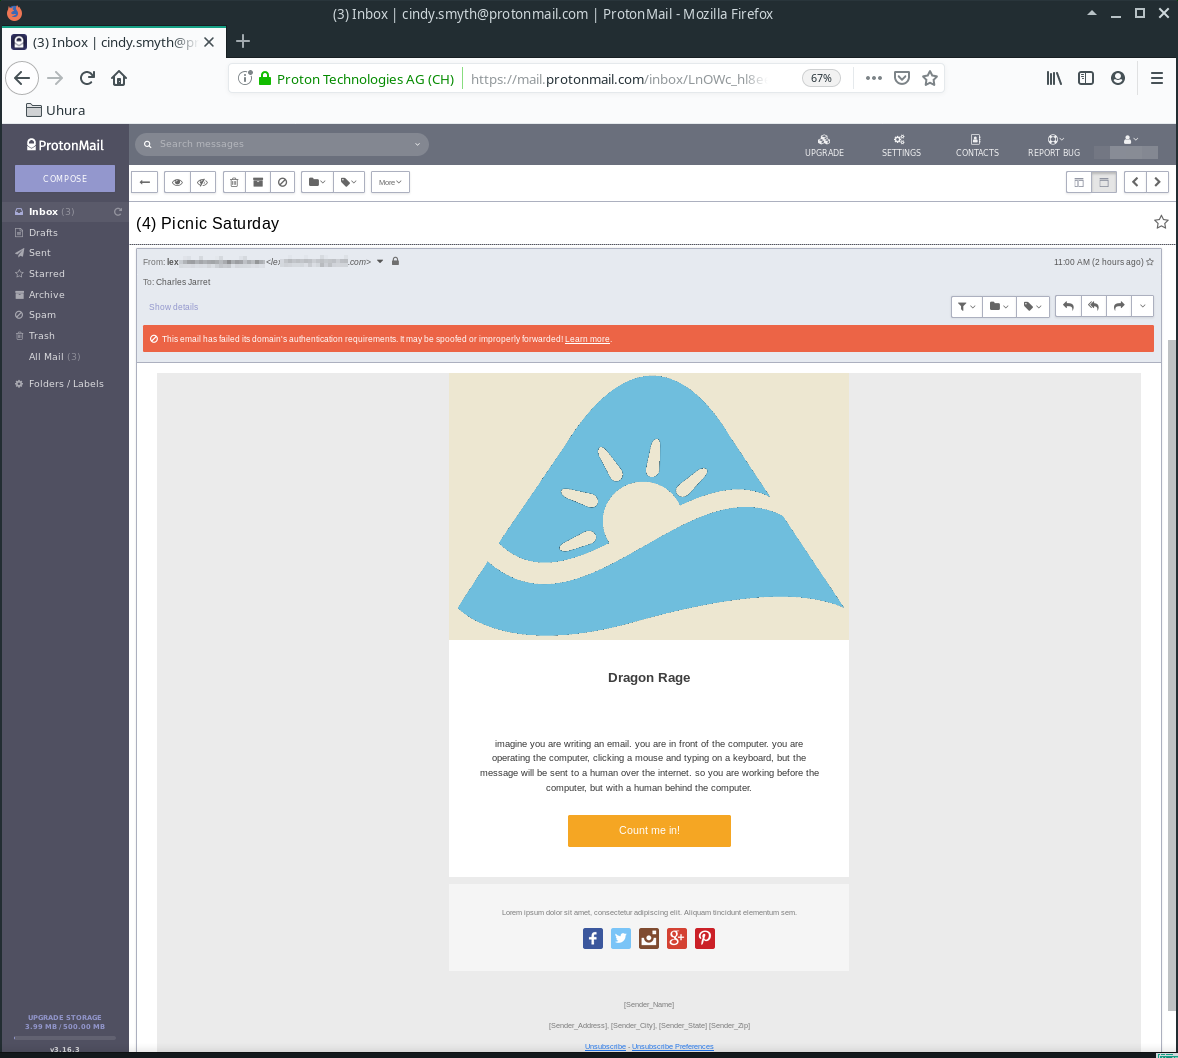 (3) Inbox | cindy.smyth@protonmail.com | ProtonMail - Mozilla Firefox
(3) Inbox | cindy.smyth@pr
Proton Technologies AG (CH) https://mail.protonmail.com/inbox/LnOWc_hl8e 67%
Uhura
ProtonMail
Search messages
UPGRADE SETTINGS CONTACTS REPORT BUG
COMPOSE
More
Inbox (3)
Drafts
Sent
Starred
Archive
Spam
Trash
All Mail (3)
Folders / Labels
UPGRADE STORAGE
3.99 MB / 500.00 MB
v3.16.3
(4) Picnic Saturday
From: lex <lex .com> 11:00 AM (2 hours ago)
To: Charles Jarret
Show details
This email has failed its domain's authentication requirements. It may be spoofed or improperly forwarded! Learn more.
Dragon Rage
imagine you are writing an email. you are in front of the computer. you are
operating the computer, clicking a mouse and typing on a keyboard, but the
message will be sent to a human over the internet. so you are working before the
computer, but with a human behind the computer.
Count me in!
Lorem ipsum dolor sit amet, consectetur adipiscing elit. Aliquam tincidunt elementum sem.
[Sender_Name]
[Sender_Address], [Sender_City], [Sender_State] [Sender_Zip]
Unsubscribe - Unsubscribe Preferences